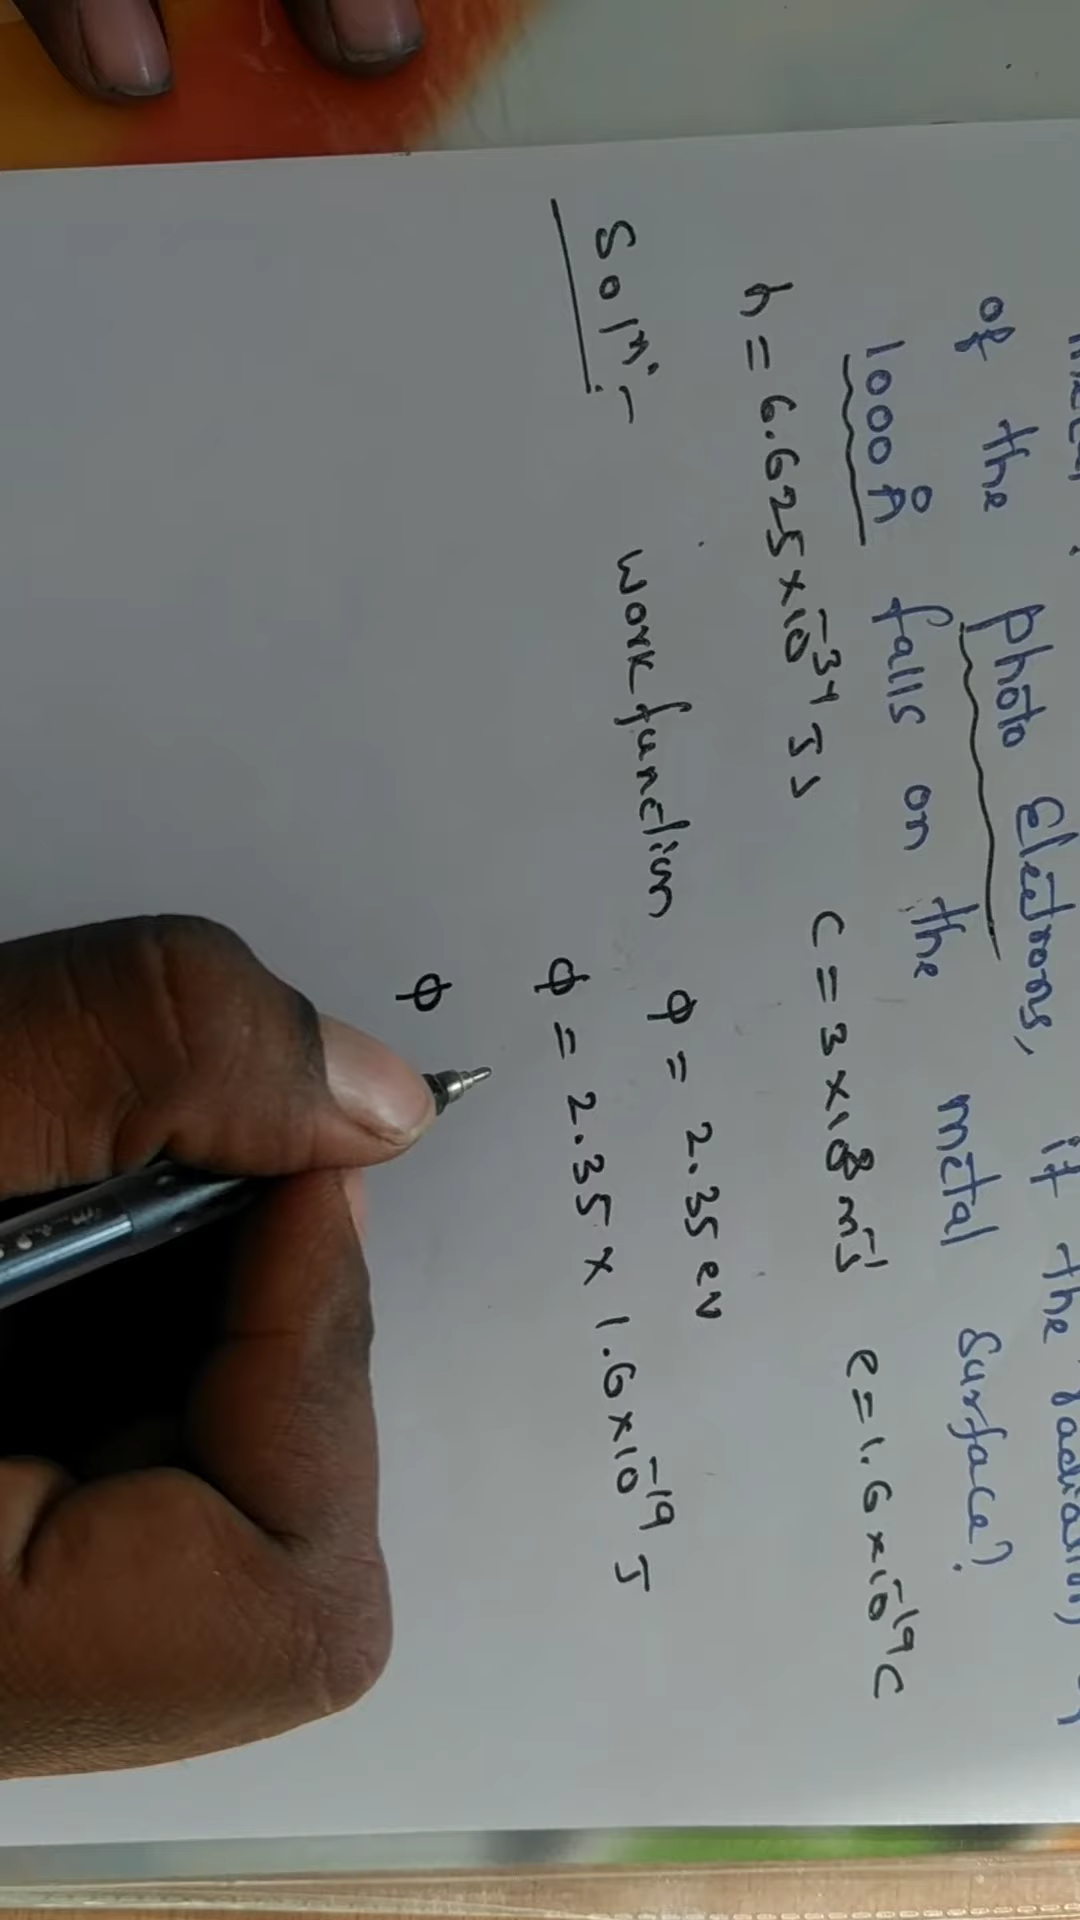 of the photo Electrons, if the radiation
1000 Å falls on the metal surface?
h = 6.625×10⁻³⁴ Js c = 3×10⁸ ms⁻¹ e = 1.6×10⁻¹⁹ C
Soln:- work function φ = 2.35 ev
φ = 2.35 × 1.6×10⁻¹⁹ J
φ